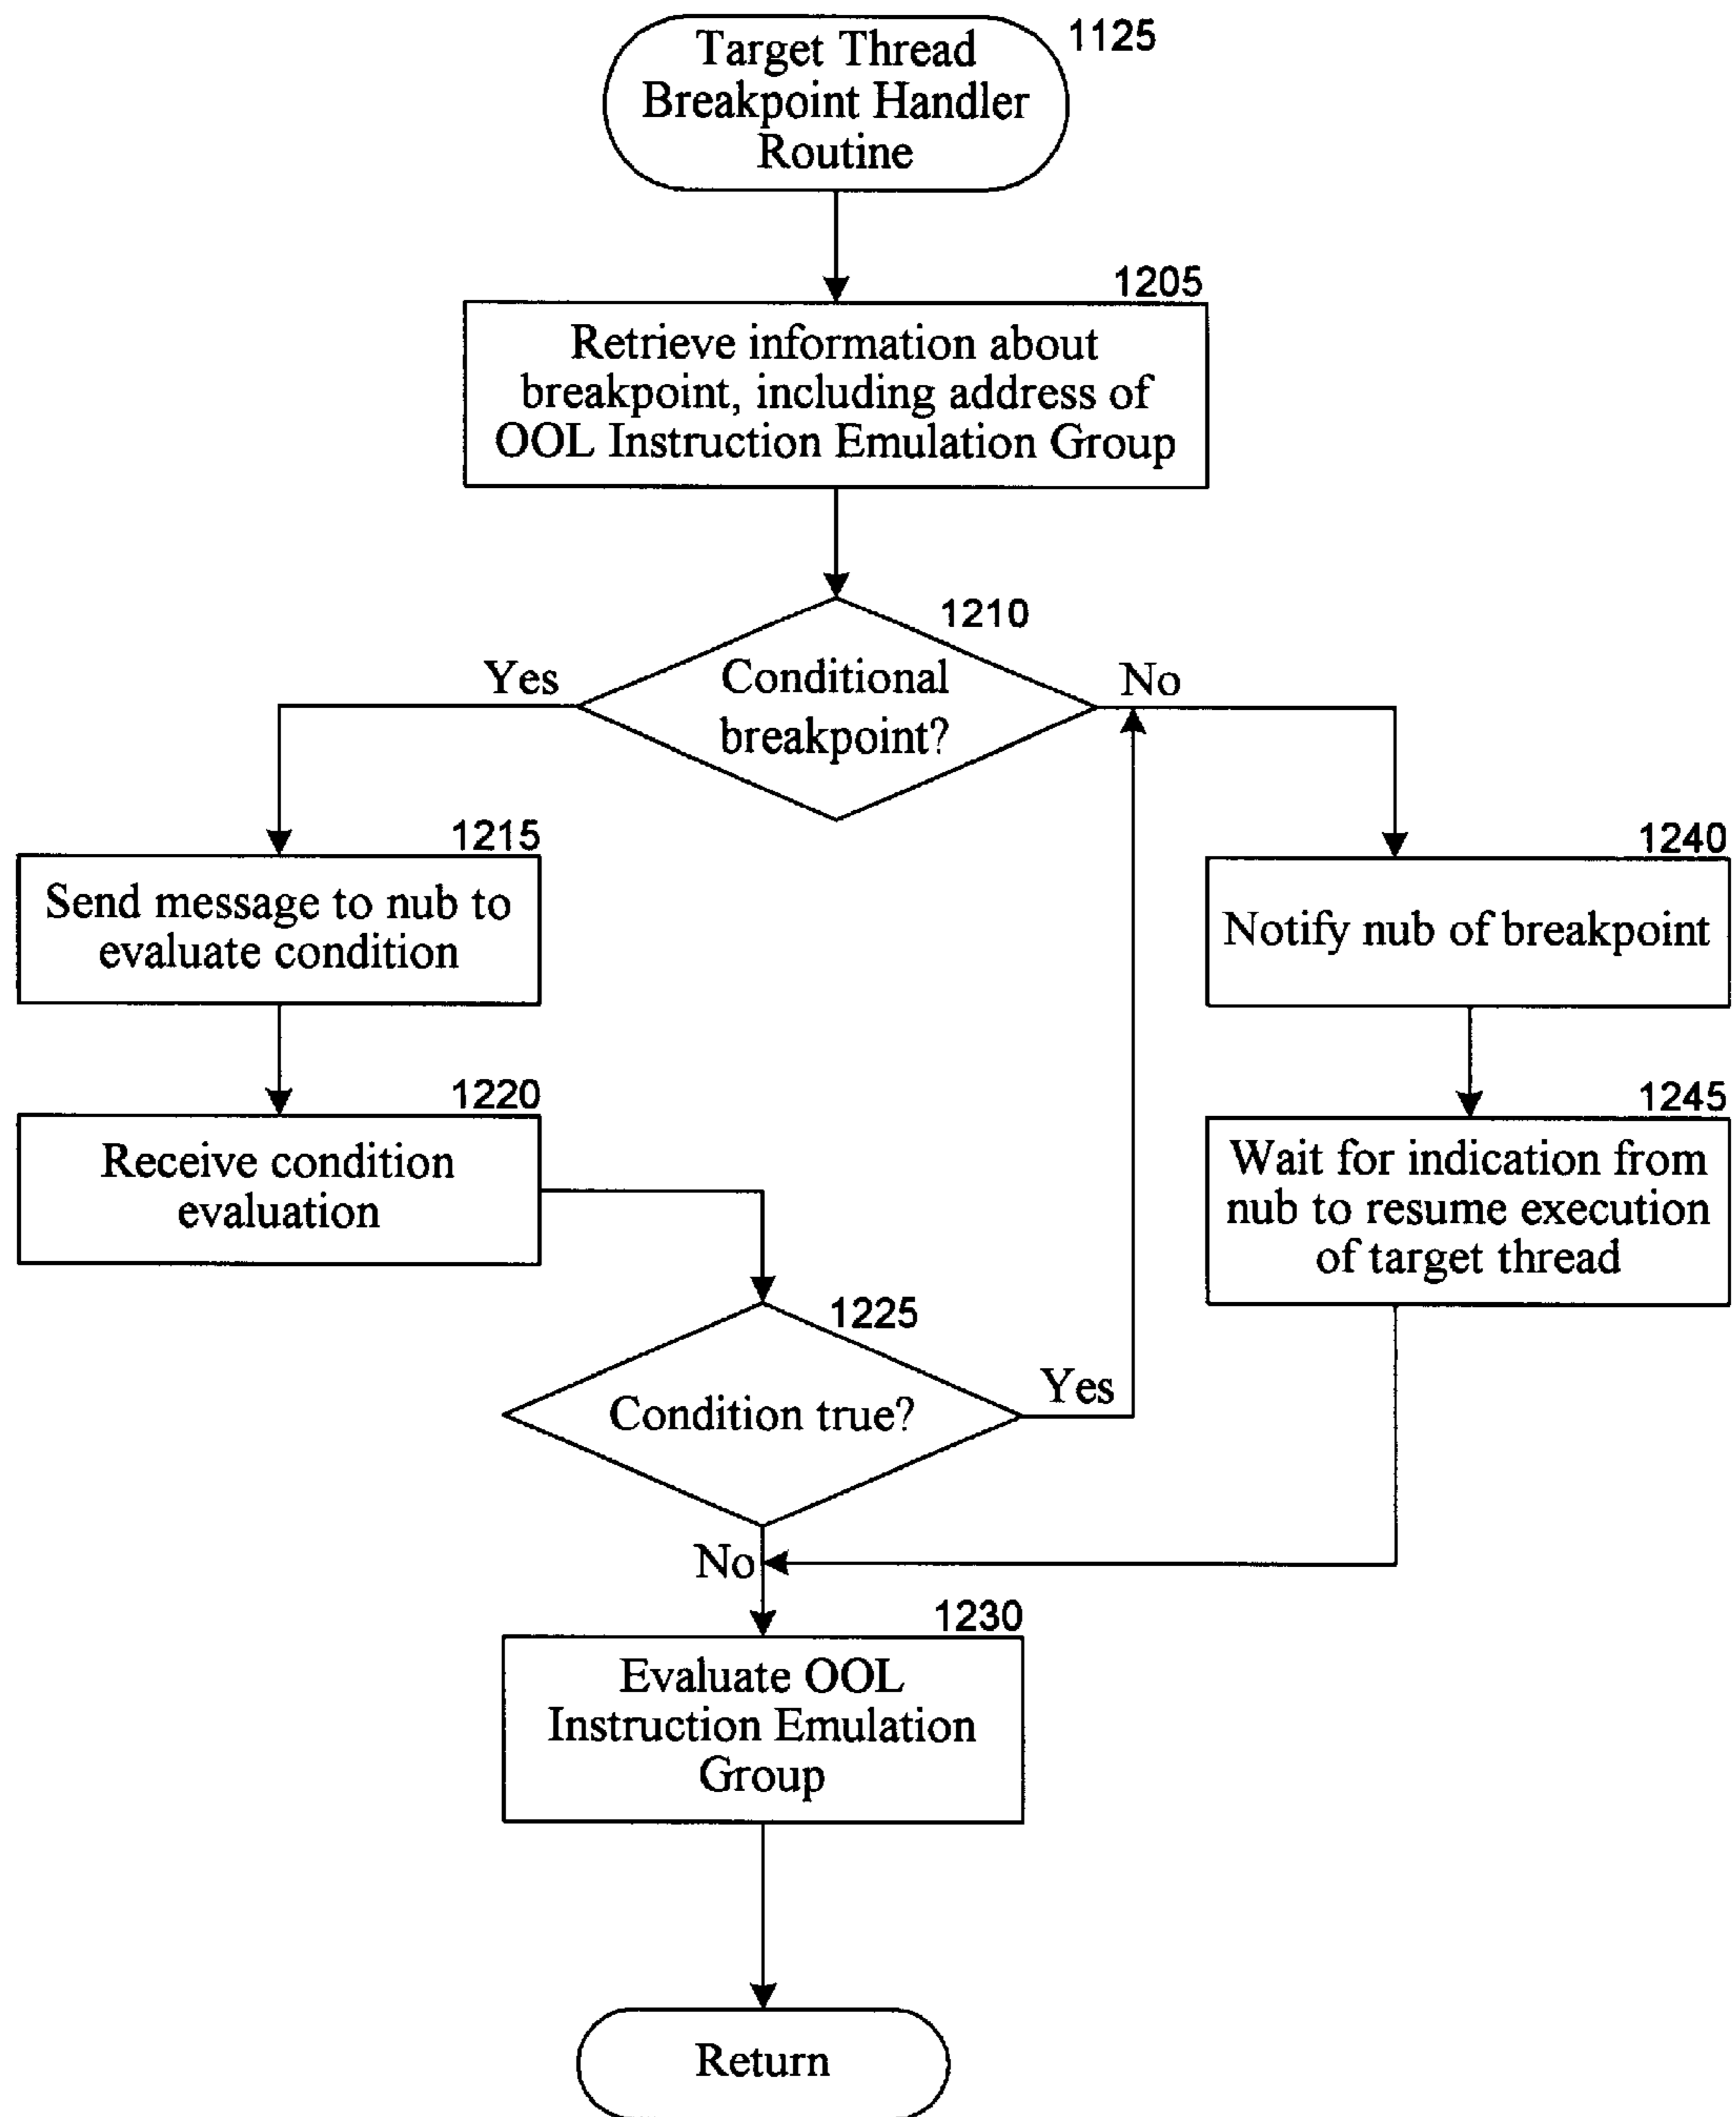 Target Thread
Breakpoint Handler
Routine
1125
1205
Retrieve information about
breakpoint, including address of
OOL Instruction Emulation Group
1210
Conditional
breakpoint?
Yes
No
1215
Send message to nub to
evaluate condition
1240
Notify nub of breakpoint
1220
Receive condition
evaluation
1245
Wait for indication from
nub to resume execution
of target thread
1225
Condition true?
Yes
No
1230
Evaluate OOL
Instruction Emulation
Group
Return